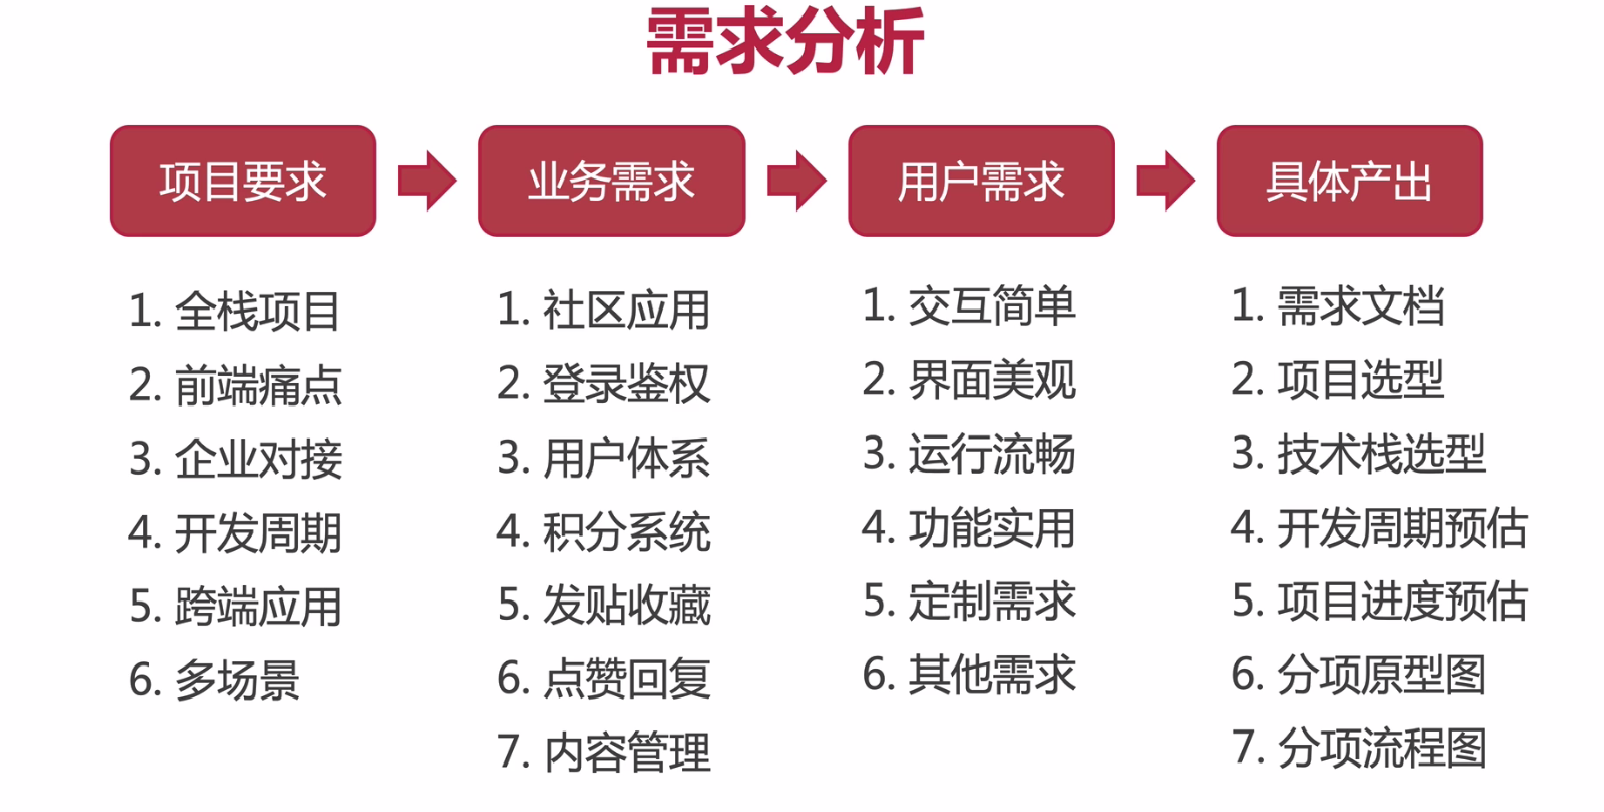 需求分析
项目要求
业务需求
用户需求
具体产出
1. 全栈项目
2. 前端痛点
3. 企业对接
4. 开发周期
5. 跨端应用
6. 多场景
1. 社区应用
2. 登录鉴权
3. 用户体系
4. 积分系统
5. 发贴收藏
6. 点赞回复
7. 内容管理
1. 交互简单
2. 界面美观
3. 运行流畅
4. 功能实用
5. 定制需求
6. 其他需求
1. 需求文档
2. 项目选型
3. 技术栈选型
4. 开发周期预估
5. 项目进度预估
6. 分项原型图
7. 分项流程图